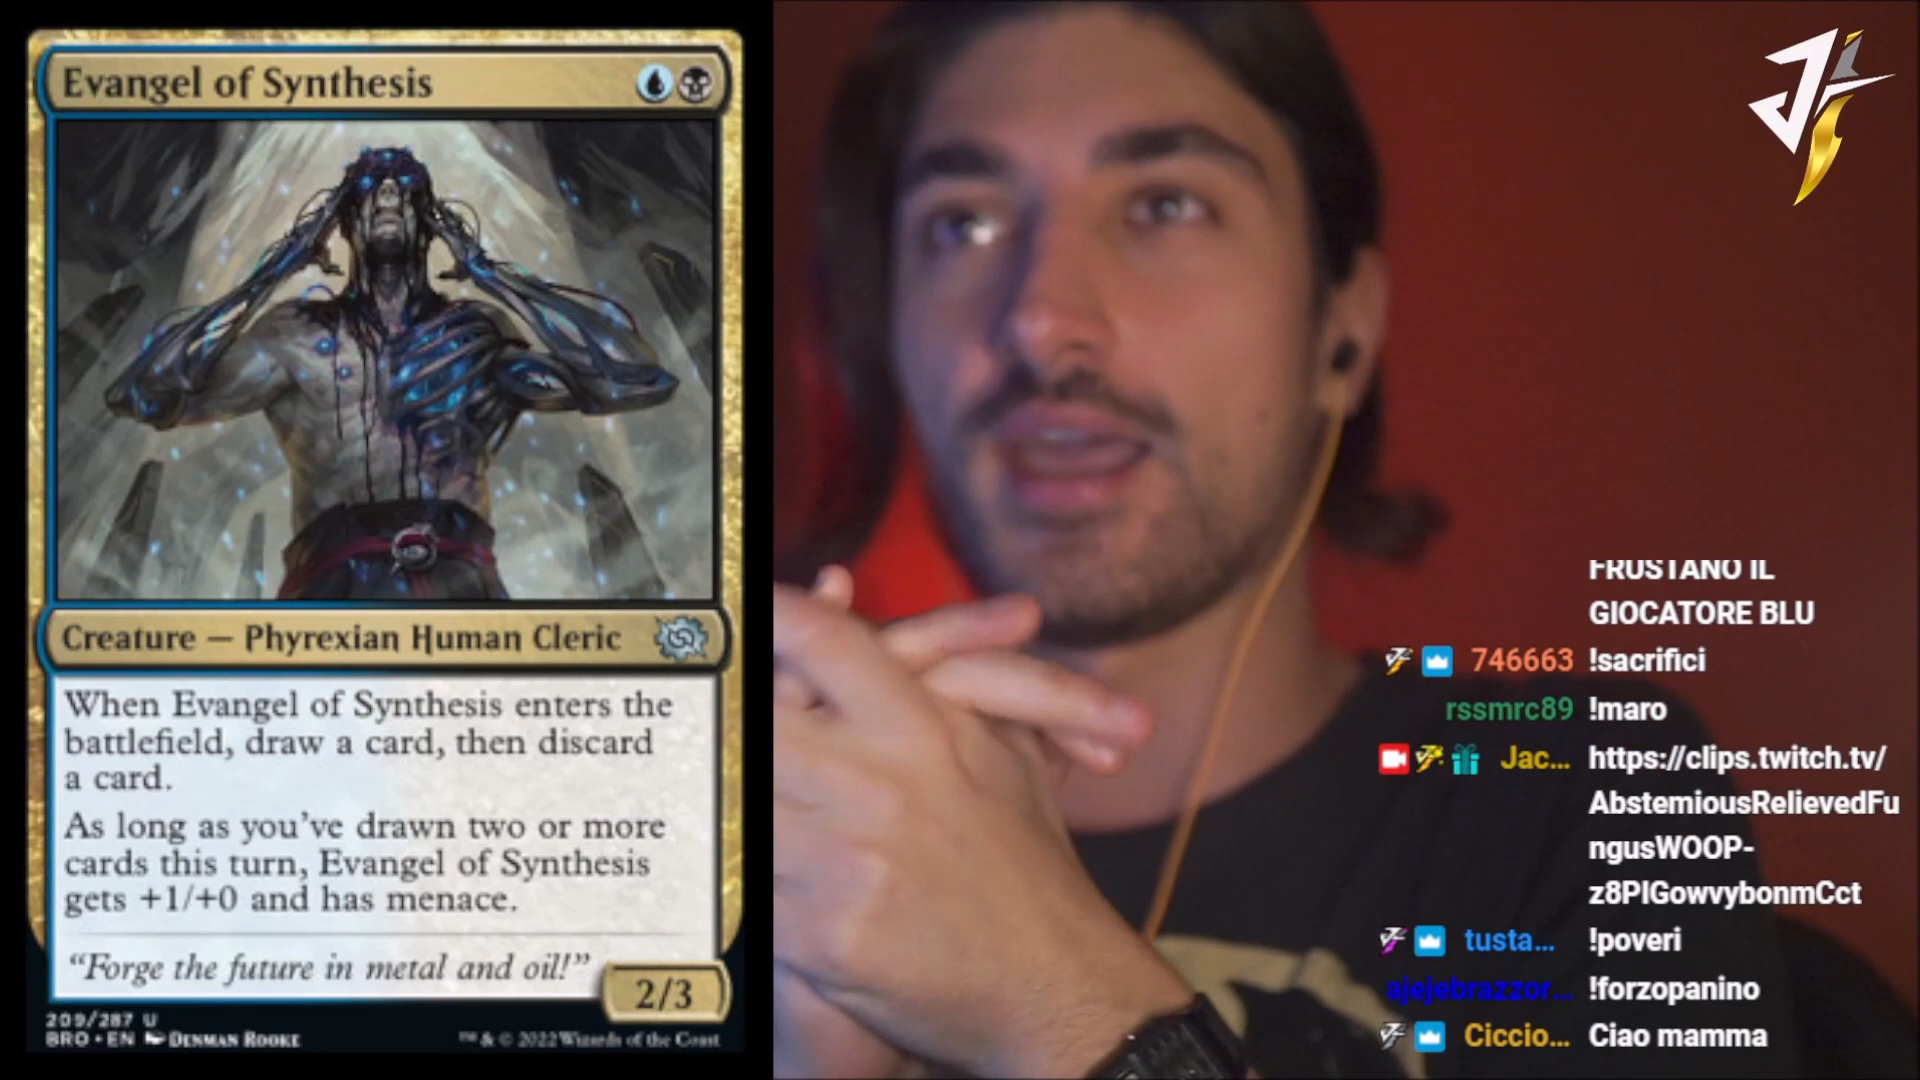 Evangel of Synthesis
Creature — Phyrexian Human Cleric
When Evangel of Synthesis enters the
battlefield, draw a card, then discard
a card.
As long as you've drawn two or more
cards this turn, Evangel of Synthesis
gets +1/+0 and has menace.
"Forge the future in metal and oil!"
2/3
209/287 U
BRO • EN DENMAN ROOKE
™ & © 2022 Wizards of the Coast
FRUSTANO IL
GIOCATORE BLU
746663 !sacrifici
rssmrc89 !maro
Jac... https://clips.twitch.tv/
AbstemiousRelievedFu
ngusWOOP-
z8PlGowvybonmCct
tusta... !poveri
ajejebrazzor... !forzopanino
Ciccio... Ciao mamma